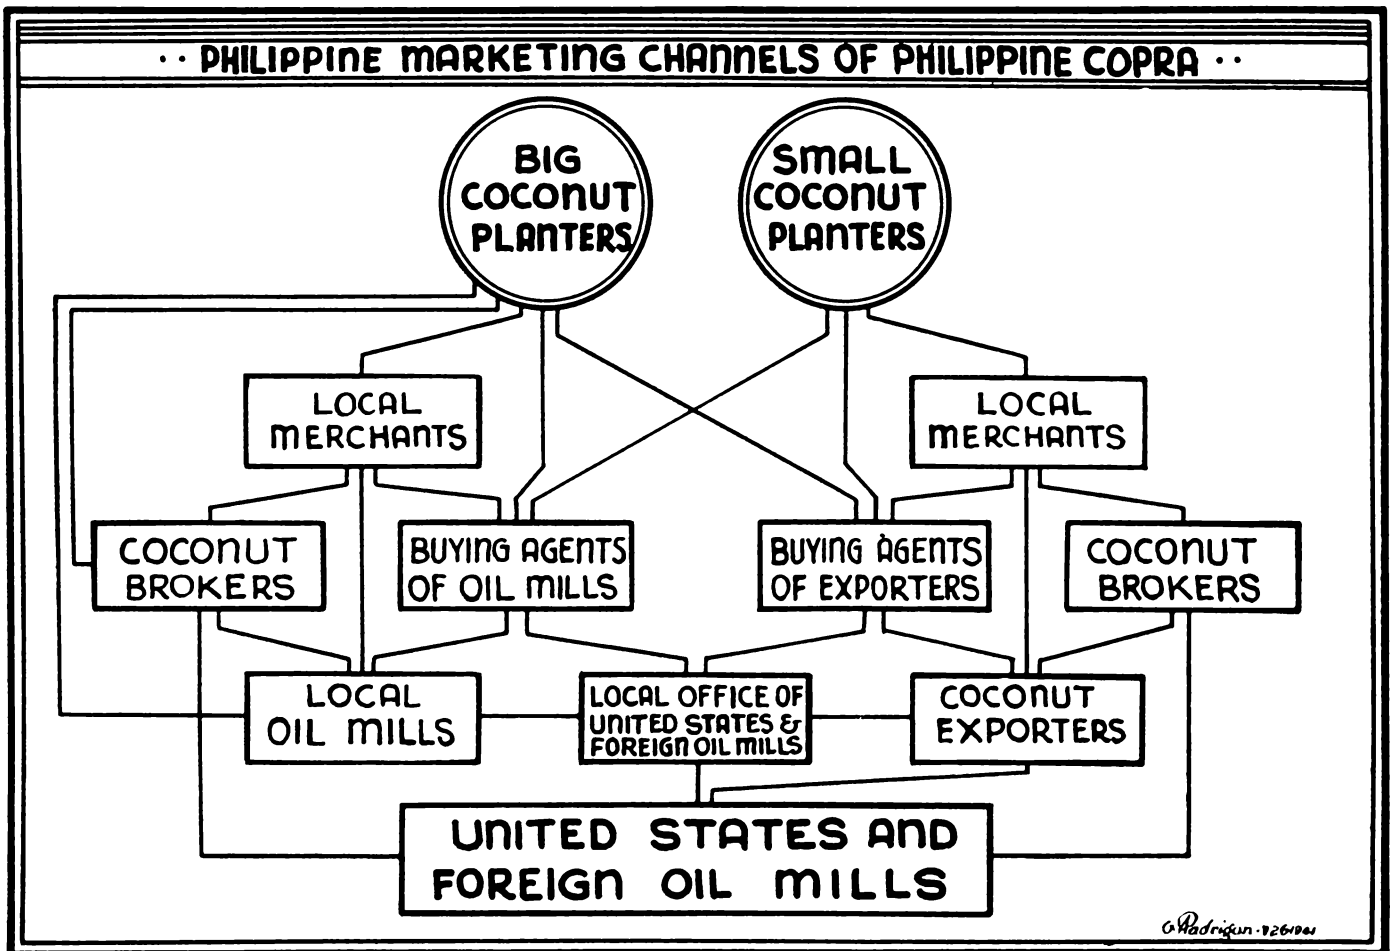 ·· PHILIPPINE MARKETING CHANNELS OF PHILIPPINE COPRA ··
BIG
COCONUT
PLANTERS
SMALL
COCONUT
PLANTERS
LOCAL
MERCHANTS
LOCAL
MERCHANTS
COCONUT
BROKERS
BUYING AGENTS
OF OIL MILLS
BUYING AGENTS
OF EXPORTERS
COCONUT
BROKERS
LOCAL
OIL MILLS
LOCAL OFFICE OF
UNITED STATES &
FOREIGN OIL MILLS
COCONUT
EXPORTERS
UNITED STATES AND
FOREIGN OIL MILLS